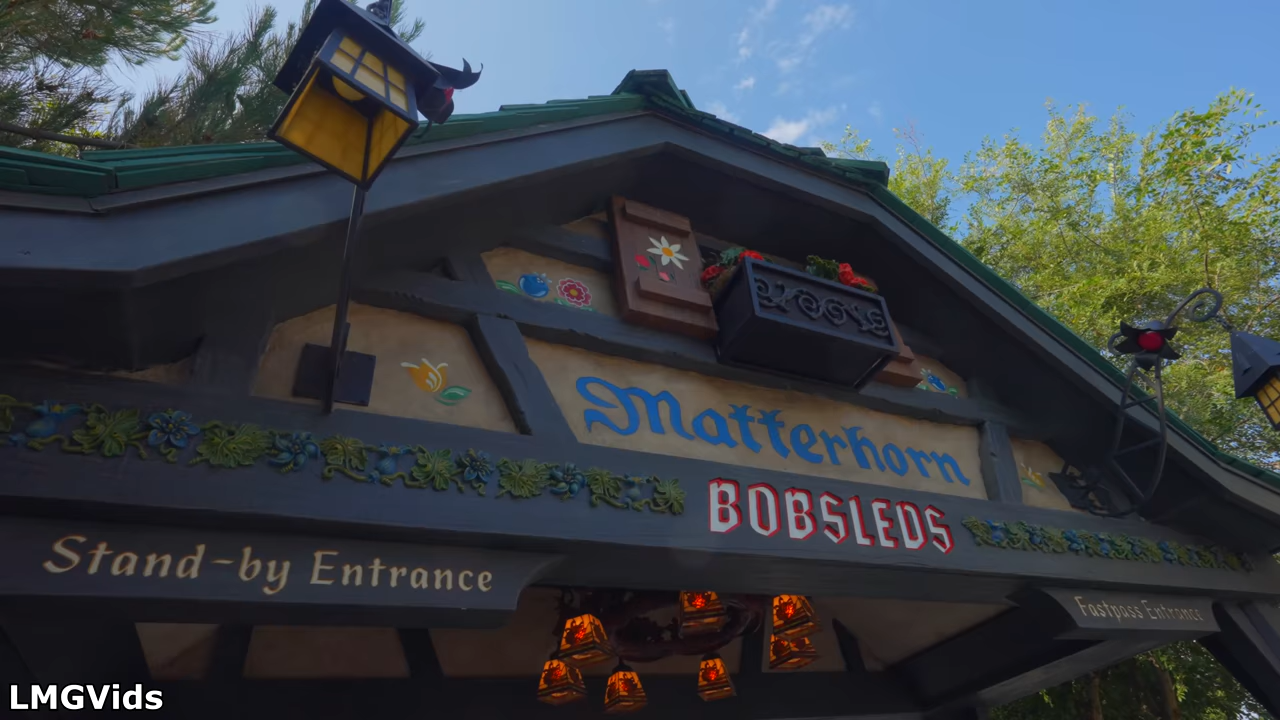 Matterhorn
BOBSLEDS
Stand-by Entrance
Fastpass Entrance
LMGVids